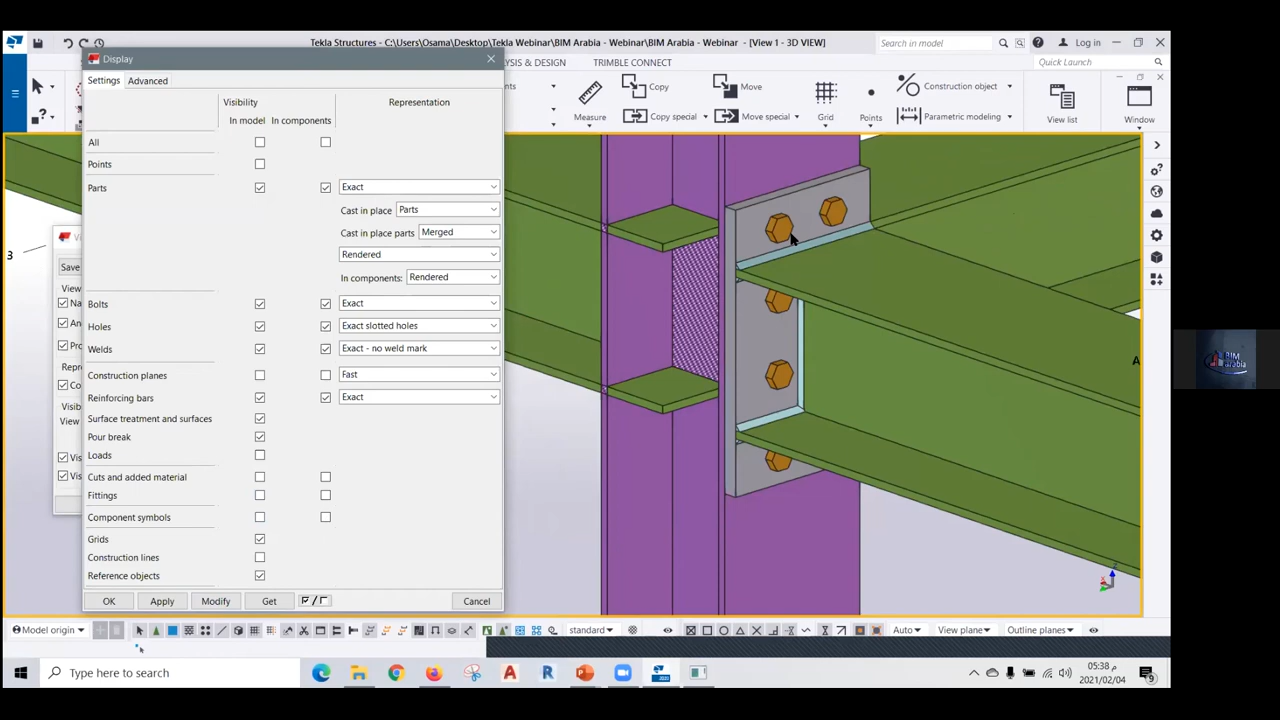 Tekla Structures - C:\Users\Osama\Desktop\Tekla Webinar\BIM Arabia - Webinar\BIM Arabia - Webinar - [View 1 - 3D VIEW]
Search in model
Log in
YSIS & DESIGN
TRIMBLE CONNECT
Quick Launch
Measure
Copy
Copy special
Move
Move special
Grid
Points
Construction object
Parametric modeling
View list
Window
Display
Settings
Advanced
Visibility
Representation
In model
In components
All
Points
Parts
Exact
Cast in place
Parts
Cast in place parts
Merged
Rendered
In components:
Rendered
Bolts
Exact
Holes
Exact slotted holes
Welds
Exact - no weld mark
Construction planes
Fast
Reinforcing bars
Exact
Surface treatment and surfaces
Pour break
Loads
Cuts and added material
Fittings
Component symbols
Grids
Construction lines
Reference objects
OK
Apply
Modify
Get
Cancel
3
Save
BIM
arabia
Model origin
standard
Auto
View plane
Outline planes
Type here to search
05:38 م
2021/02/04